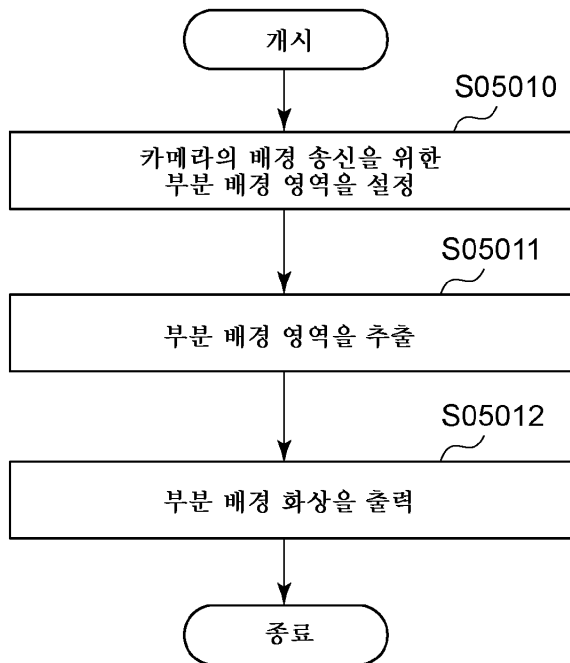 개시
S05010
카메라의 배경 송신을 위한
부분 배경 영역을 설정
S05011
부분 배경 영역을 추출
S05012
부분 배경 화상을 출력
종료